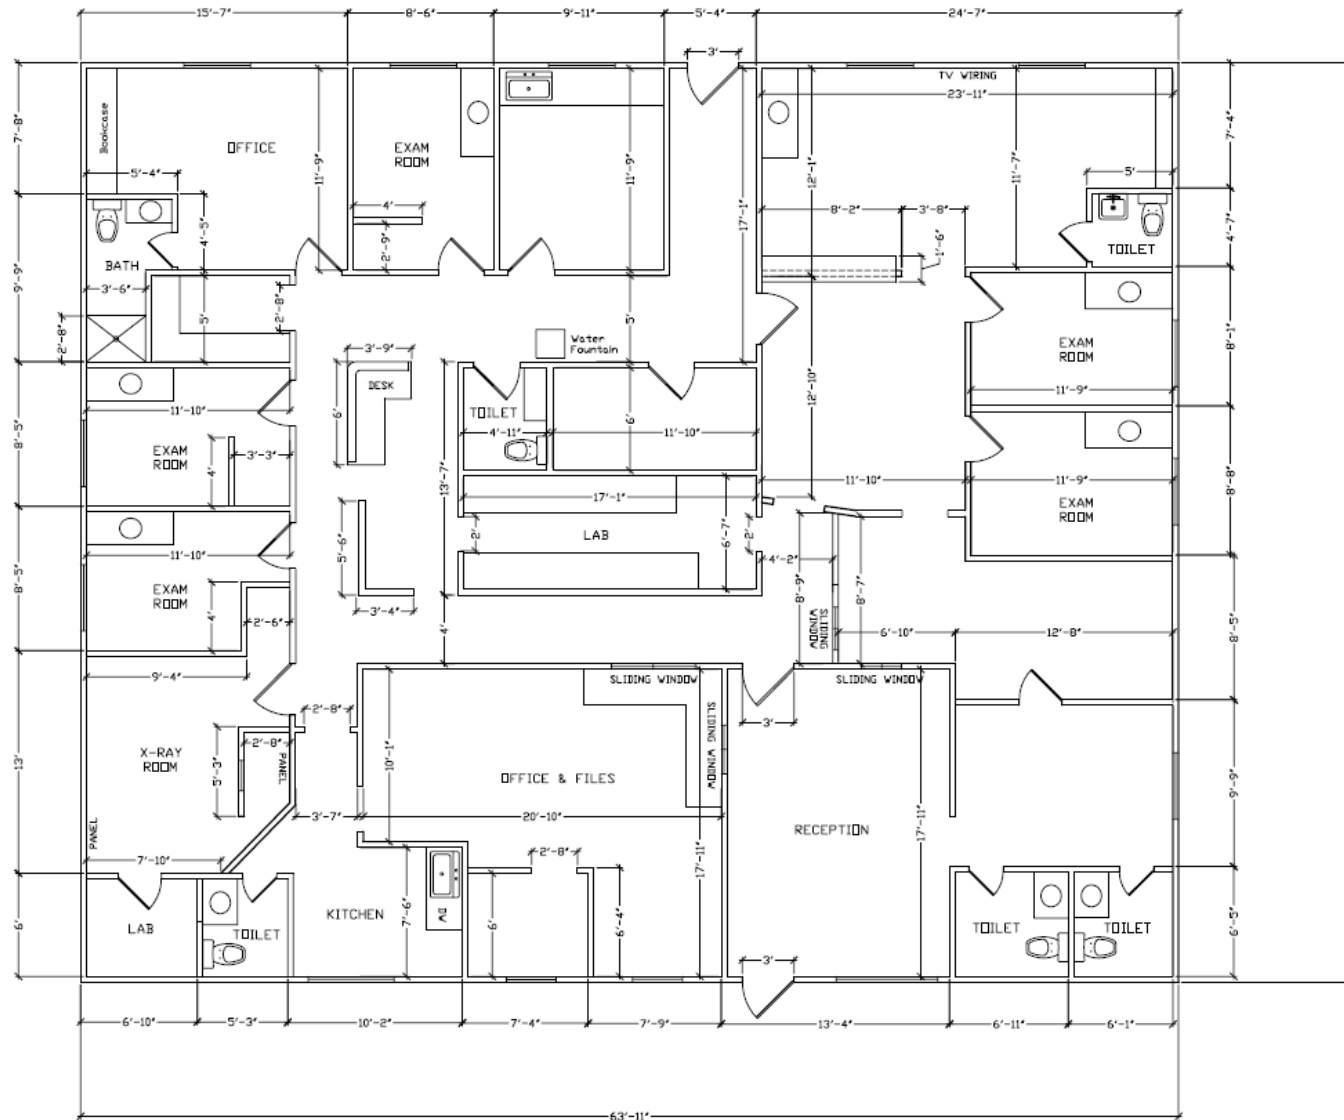 15'-7"
8'-6"
9'-11"
5'-4"
24'-7"
3'
TV WIRING
23'-11"
Bookcase
OFFICE
EXAM
ROOM
7'-8"
7'-4"
5'-4"
11'-9"
11'-9"
12'-1"
11'-7"
5'
4'
17'-1"
8'-2"
3'-8"
4'-5"
2'-9"
1'-6"
4'-7"
TOILET
BATH
9'-9"
3'-6"
2'-8"
5'
2'-8"
5'
Water
Fountain
EXAM
ROOM
8'-1"
3'-9"
DESK
6'
11'-10"
12'-10"
11'-9"
TOILET
4'-11"
6'
11'-10"
8'-5"
EXAM
ROOM
3'-3"
4'
13'-7"
11'-10"
11'-9"
8'-8"
17'-1"
EXAM
ROOM
LAB
2'
6'-7"
2'
5'-6"
11'-10"
4'-2"
8'-9"
8'-7"
8'-5"
EXAM
ROOM
4'
2'-6"
3'-4"
4'
SLIDING
WINDOW
6'-10"
12'-8"
8'-5"
9'-4"
SLIDING WINDOW
SLIDING WINDOW
2'-8"
3'
SLIDING WINDOW
X-RAY
ROOM
2'-8"
5'-3"
PANEL
10'-1"
OFFICE & FILES
13'
9'-9"
3'-7"
20'-10"
PANEL
RECEPTION
17'-11"
17'-11"
7'-10"
2'-8"
LAB
TOILET
KITCHEN
7'-6"
DW
6'
6'-4"
TOILET
TOILET
6'
6'-5"
3'
6'-10"
5'-3"
10'-2"
7'-4"
7'-9"
13'-4"
6'-11"
6'-1"
63'-11"